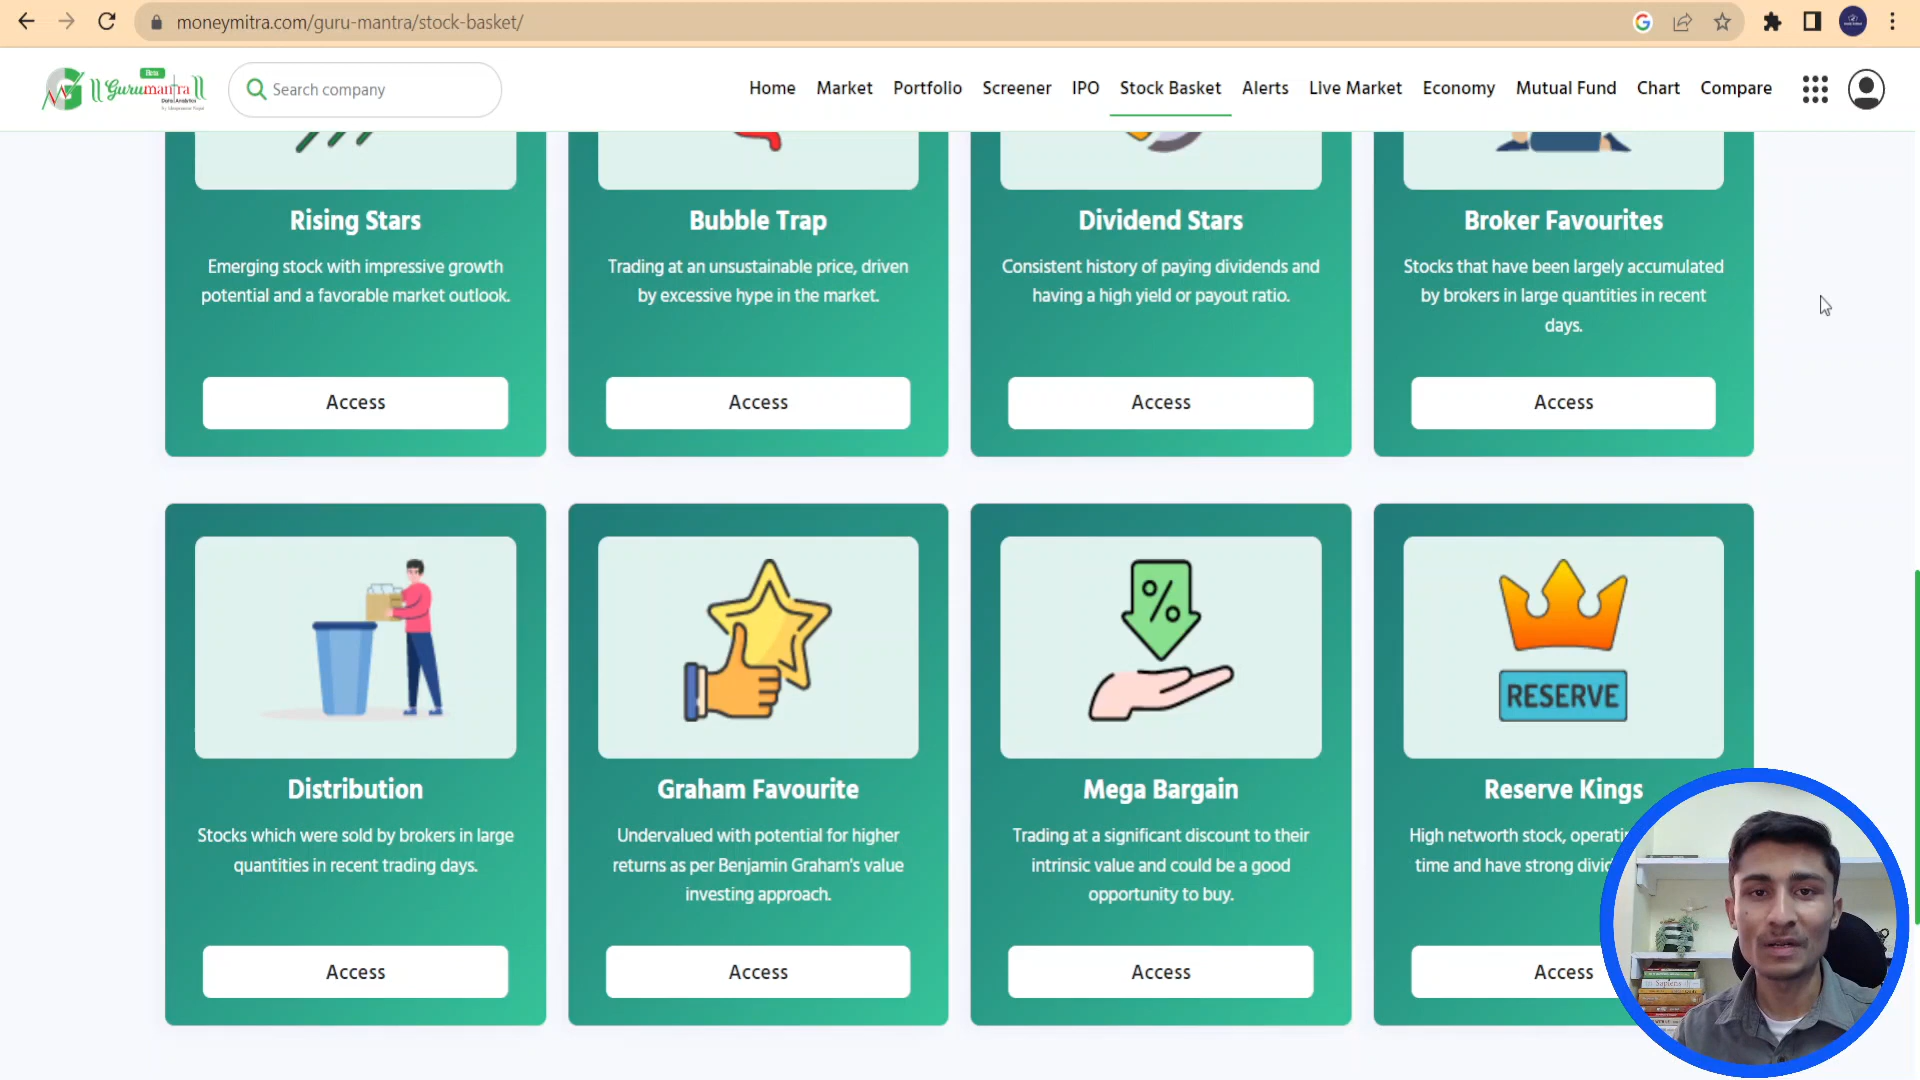 moneymitra.com/guru-mantra/stock-basket/
Beta
Gurumantra
Search company
Home Market Portfolio Screener IPO Stock Basket Alerts Live Market Economy Mutual Fund Chart Compare
Rising Stars
Emerging stock with impressive growth
potential and a favorable market outlook.
Access
Bubble Trap
Trading at an unsustainable price, driven
by excessive hype in the market.
Access
Dividend Stars
Consistent history of paying dividends and
having a high yield or payout ratio.
Access
Broker Favourites
Stocks that have been largely accumulated
by brokers in large quantities in recent
days.
Access
Distribution
Stocks which were sold by brokers in large
quantities in recent trading days.
Access
Graham Favourite
Undervalued with potential for higher
returns as per Benjamin Graham's value
investing approach.
Access
%
Mega Bargain
Trading at a significant discount to their
intrinsic value and could be a good
opportunity to buy.
Access
RESERVE
Reserve Kings
High networth stock,
time and have strong
Access
Sapiens